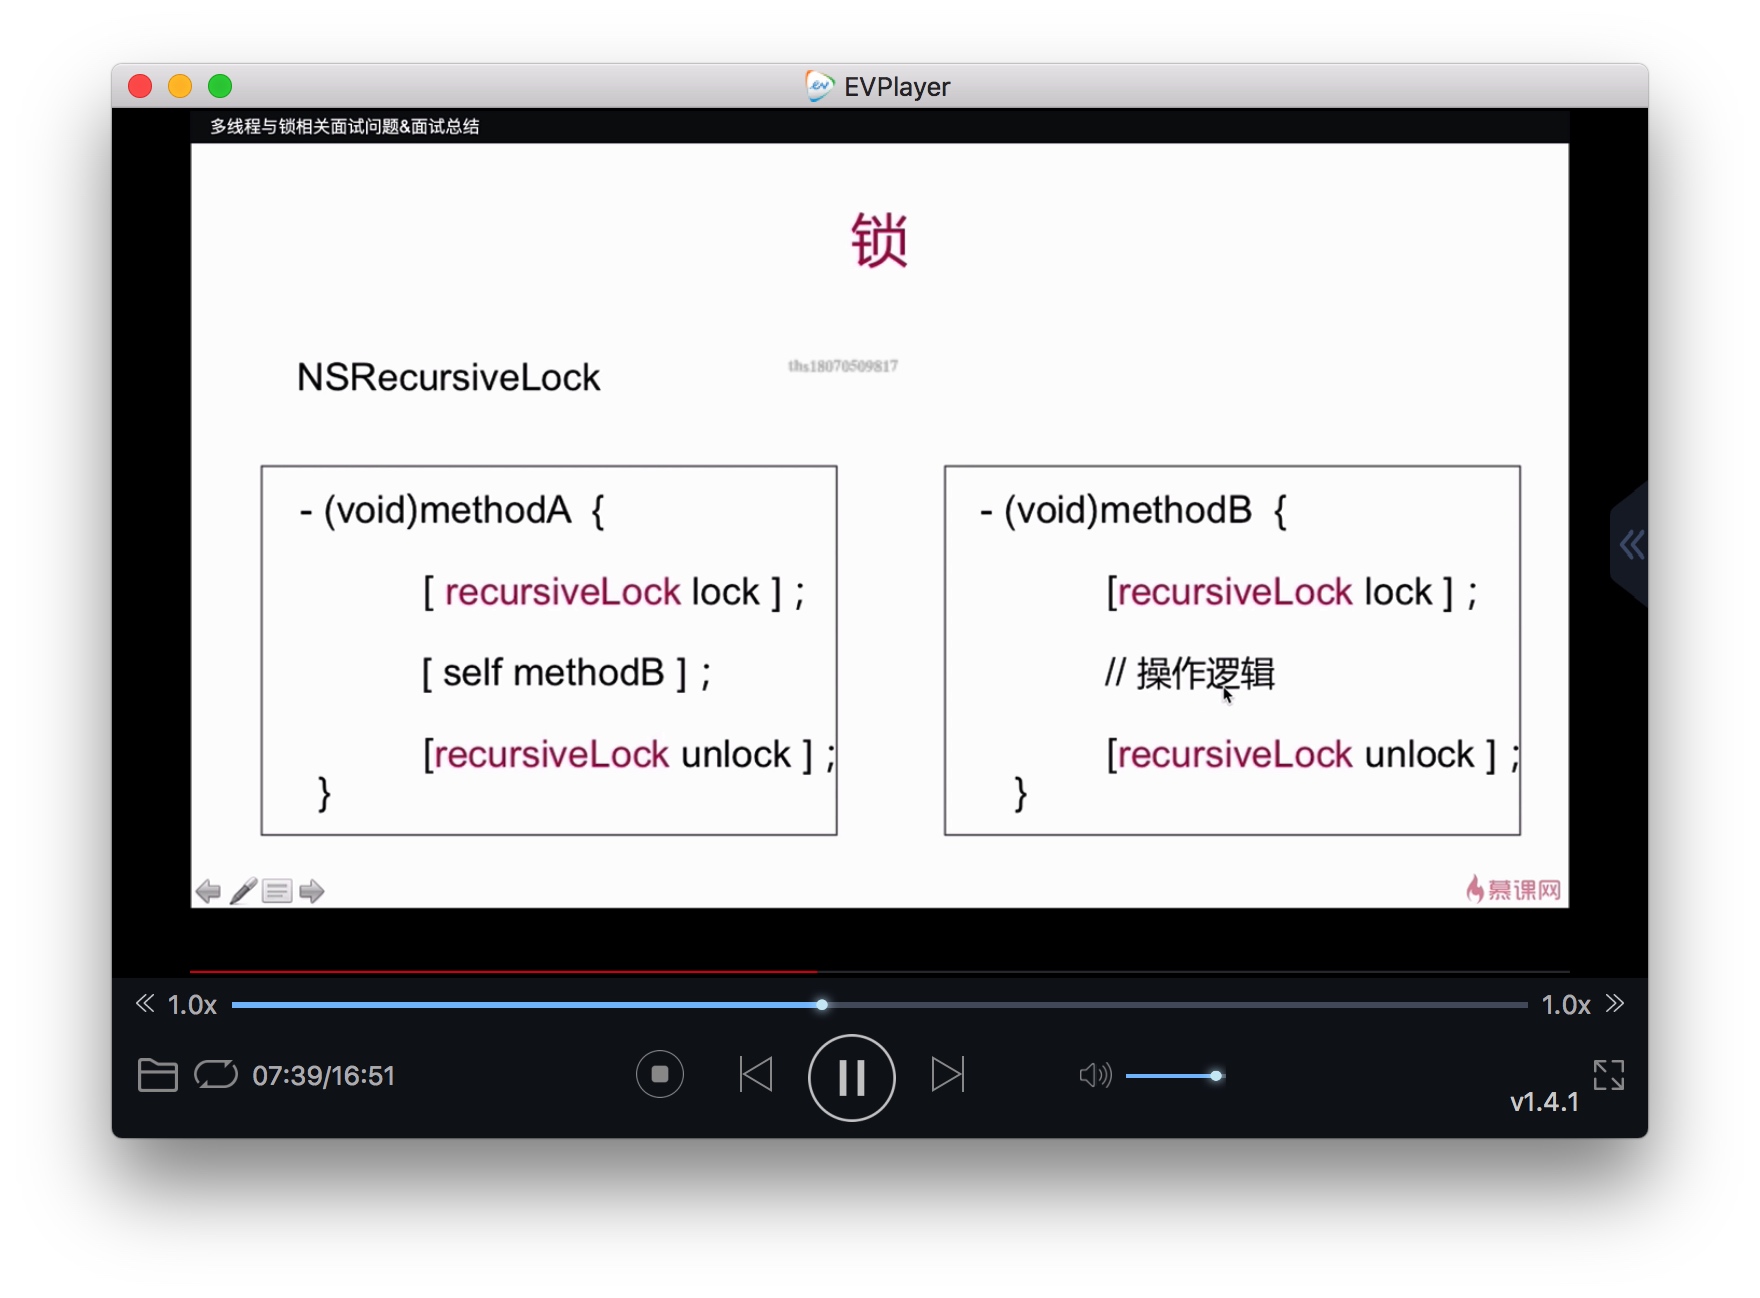 EVPlayer
多线程与锁相关面试问题&面试总结
锁
ths18070509817
NSRecursiveLock
- (void)methodA {
[ recursiveLock lock ] ;
[ self methodB ] ;
[recursiveLock unlock ] ;
}
- (void)methodB {
[recursiveLock lock ] ;
// 操作逻辑
[recursiveLock unlock ] ;
}
慕课网
1.0x
1.0x
07:39/16:51
v1.4.1